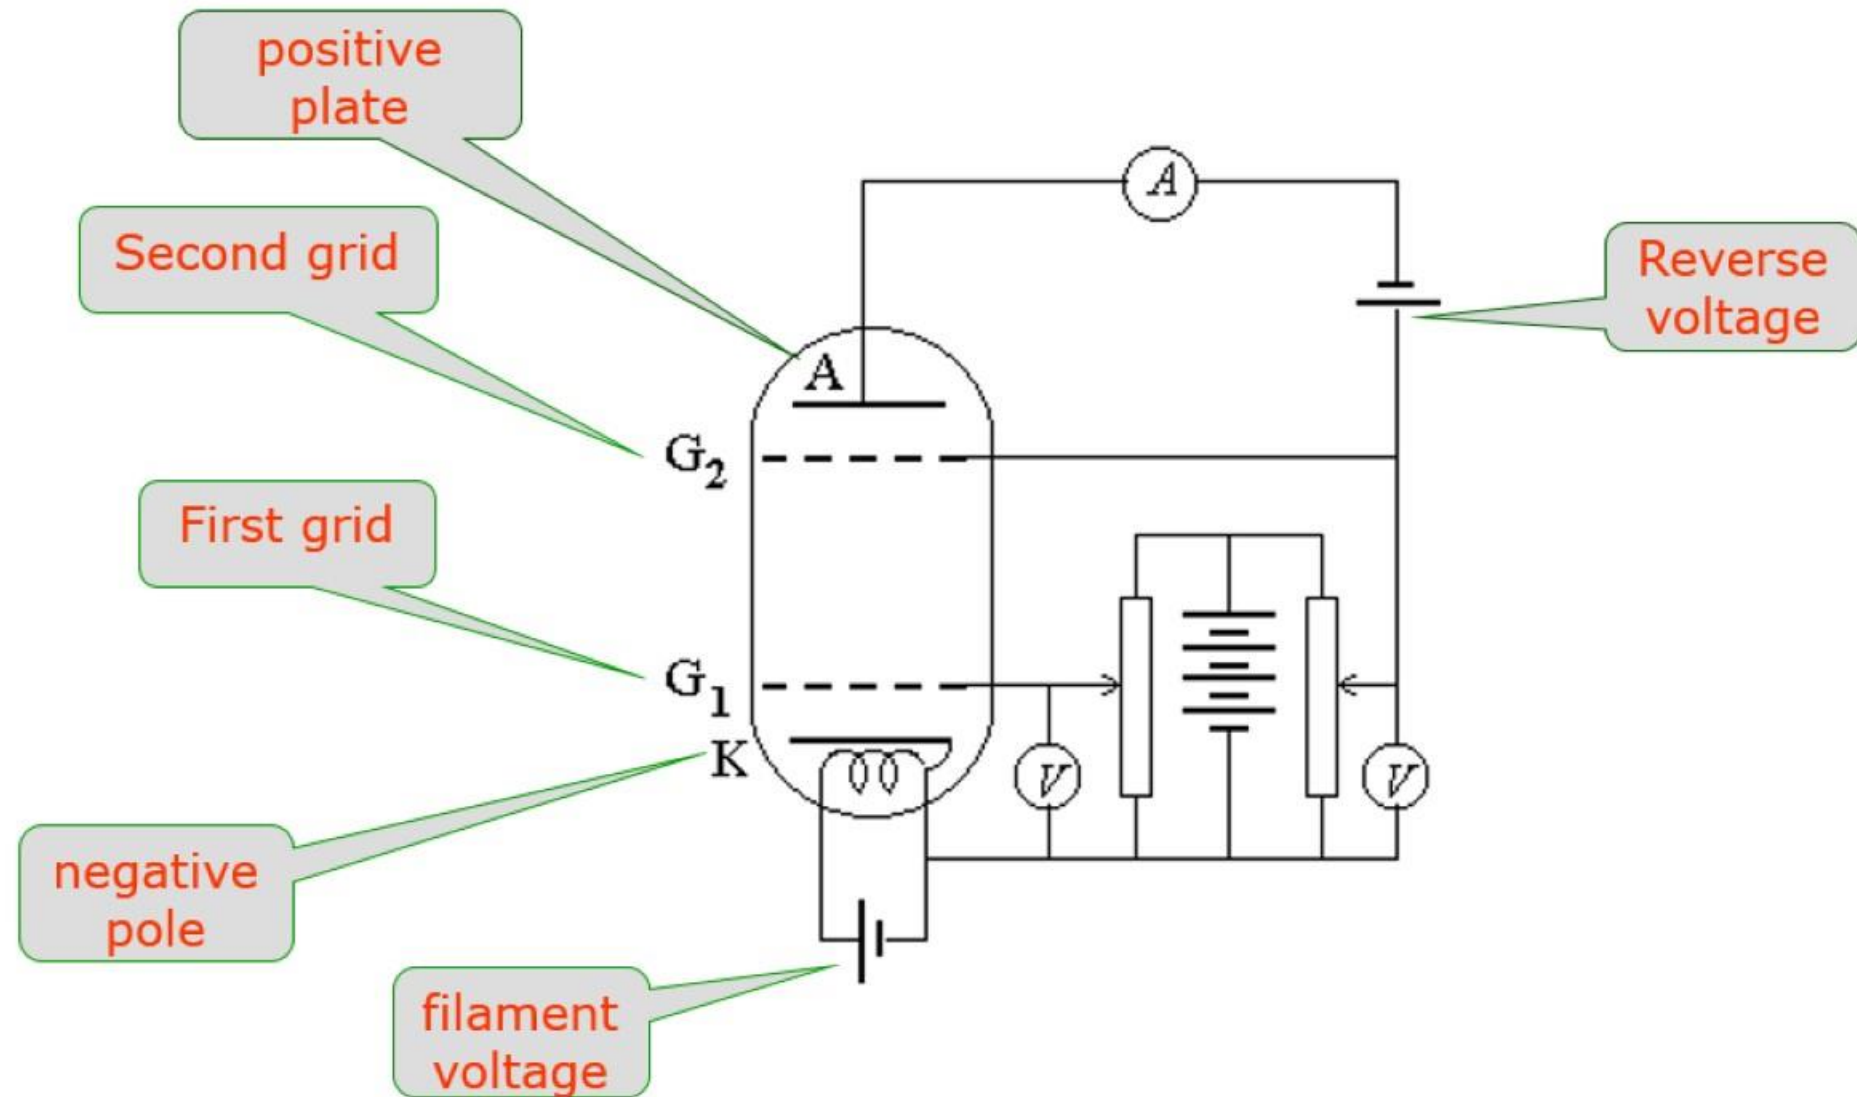 positive
plate
A
Second grid
Reverse
voltage
A
G2
First grid
G1
K
V
V
negative
pole
filament
voltage